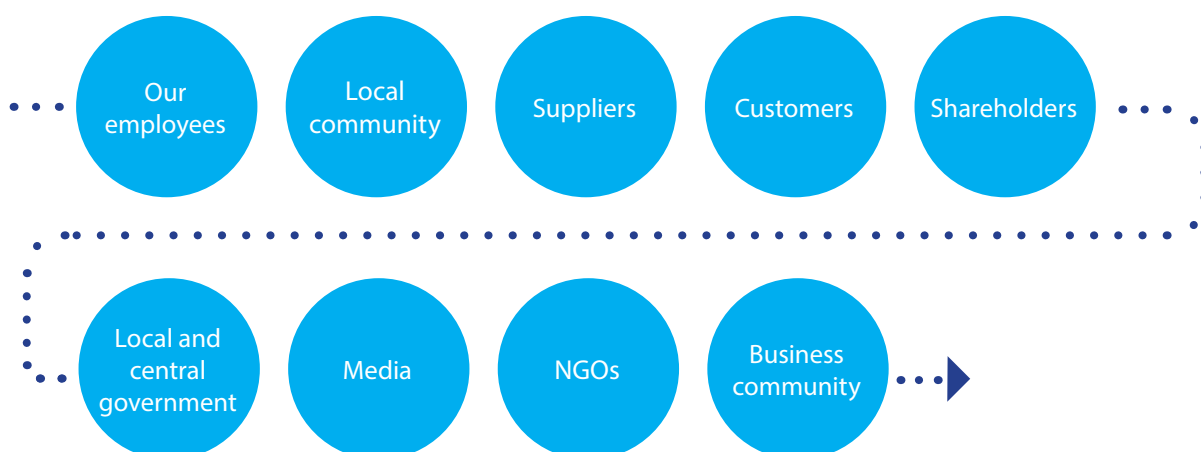 Our
employees
Local
community
Suppliers
Customers
Shareholders
Local and
central
government
Media
NGOs
Business
community